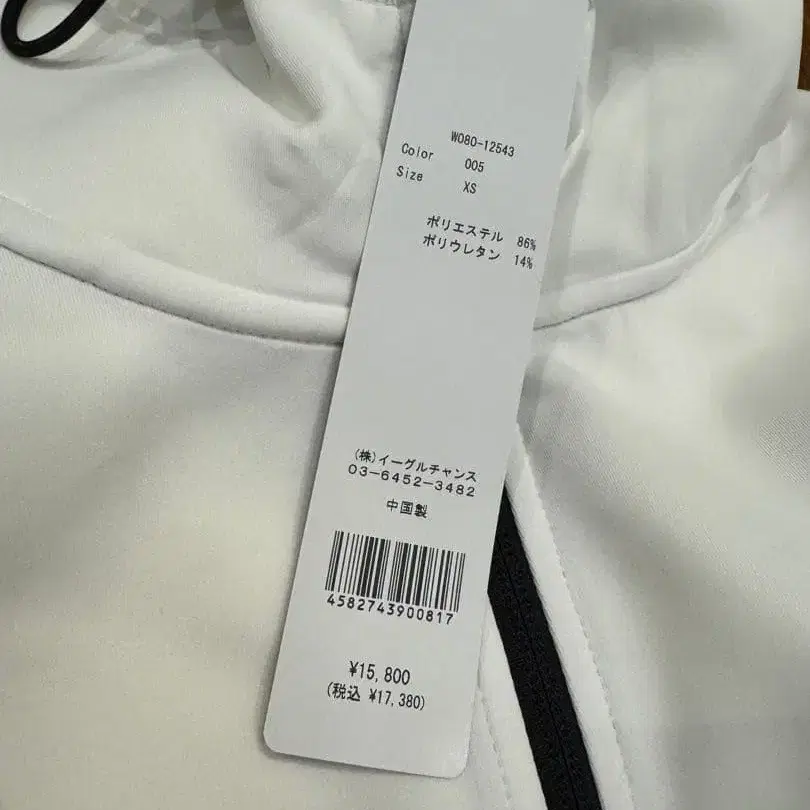 W080-12543
Color 005
Size XS
ポリエステル 86%
ポリウレタン 14%
(株)イーグルチャンス
03-6452-3482
中国製
4582743900817
¥15,800
(税込 ¥17,380)